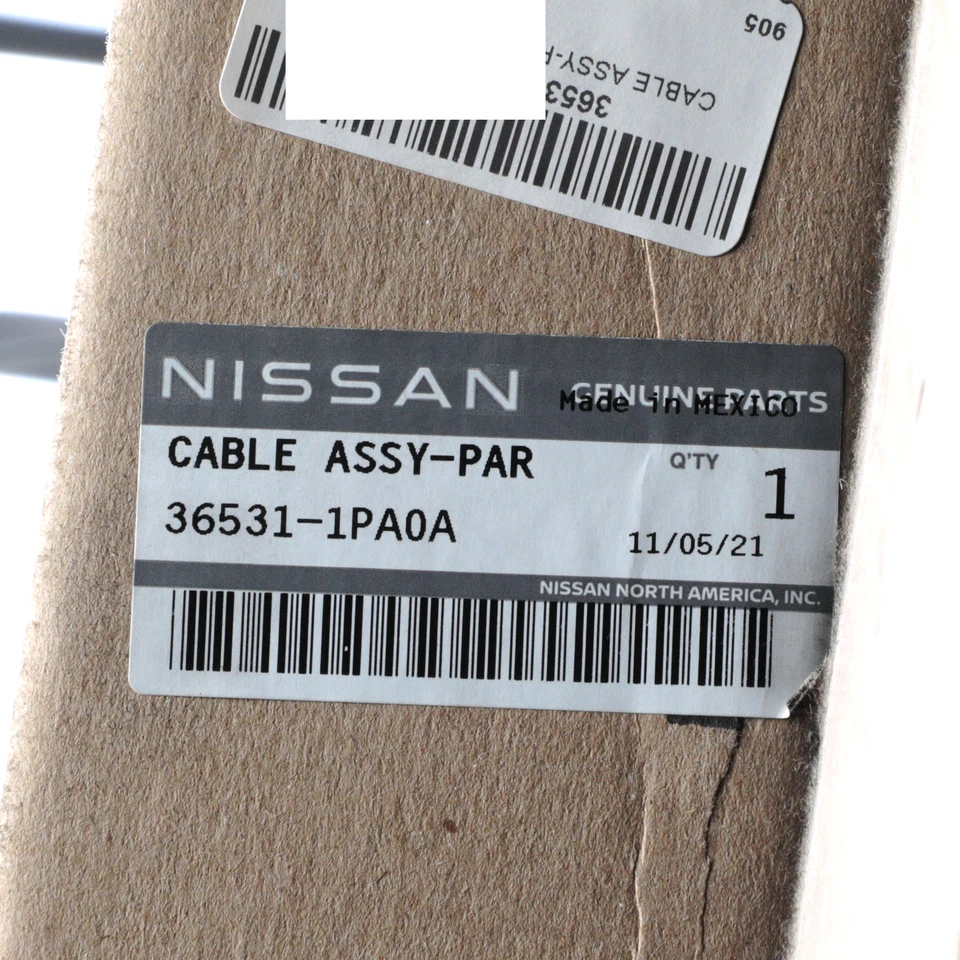 905
CABLE ASSY-
3653
NISSAN GENUINE PARTS
Made in MEXICO
CABLE ASSY-PAR
Q'TY 1
36531-1PA0A
11/05/21
NISSAN NORTH AMERICA, INC.